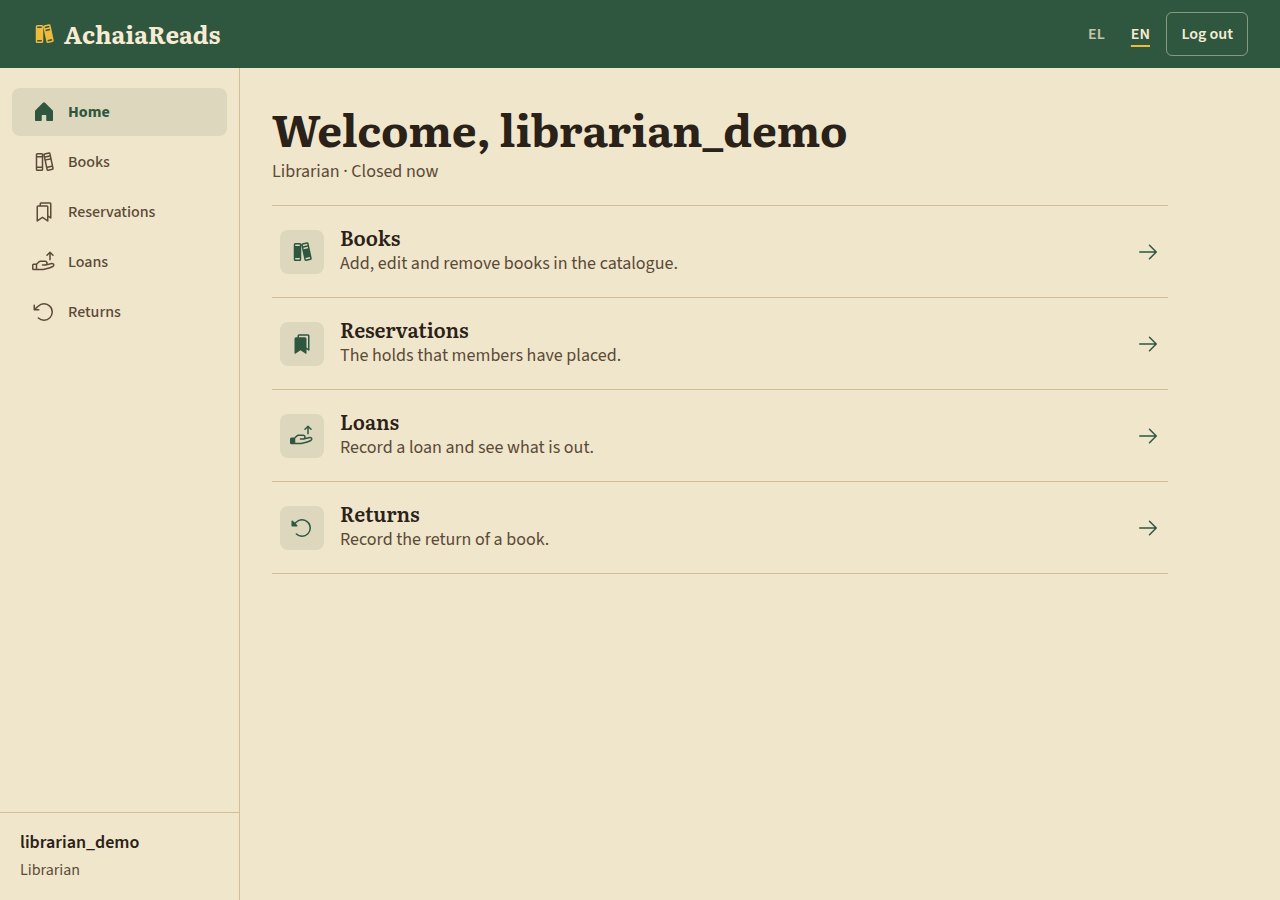 AchaiaReads
EL
EN
Log out
Home
Books
Reservations
Loans
Returns
librarian_demo
Librarian
Welcome, librarian_demo
Librarian · Closed now
Books
Add, edit and remove books in the catalogue.
Reservations
The holds that members have placed.
Loans
Record a loan and see what is out.
Returns
Record the return of a book.